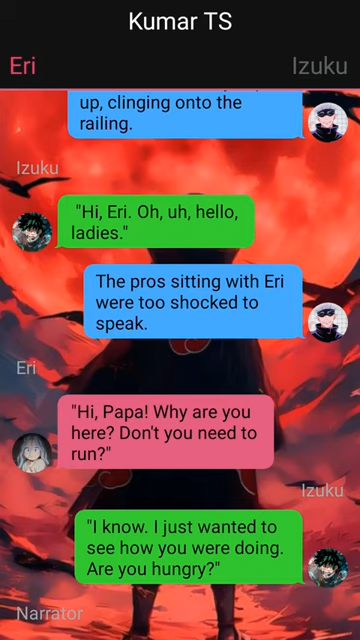 Kumar TS
Eri
Izuku
up, clinging onto the
railing.
Izuku
"Hi, Eri. Oh, uh, hello,
ladies."
The pros sitting with Eri
were too shocked to
speak.
Eri
"Hi, Papa! Why are you
here? Don't you need to
run?"
Izuku
"I know. I just wanted to
see how you were doing.
Are you hungry?"
Narrator